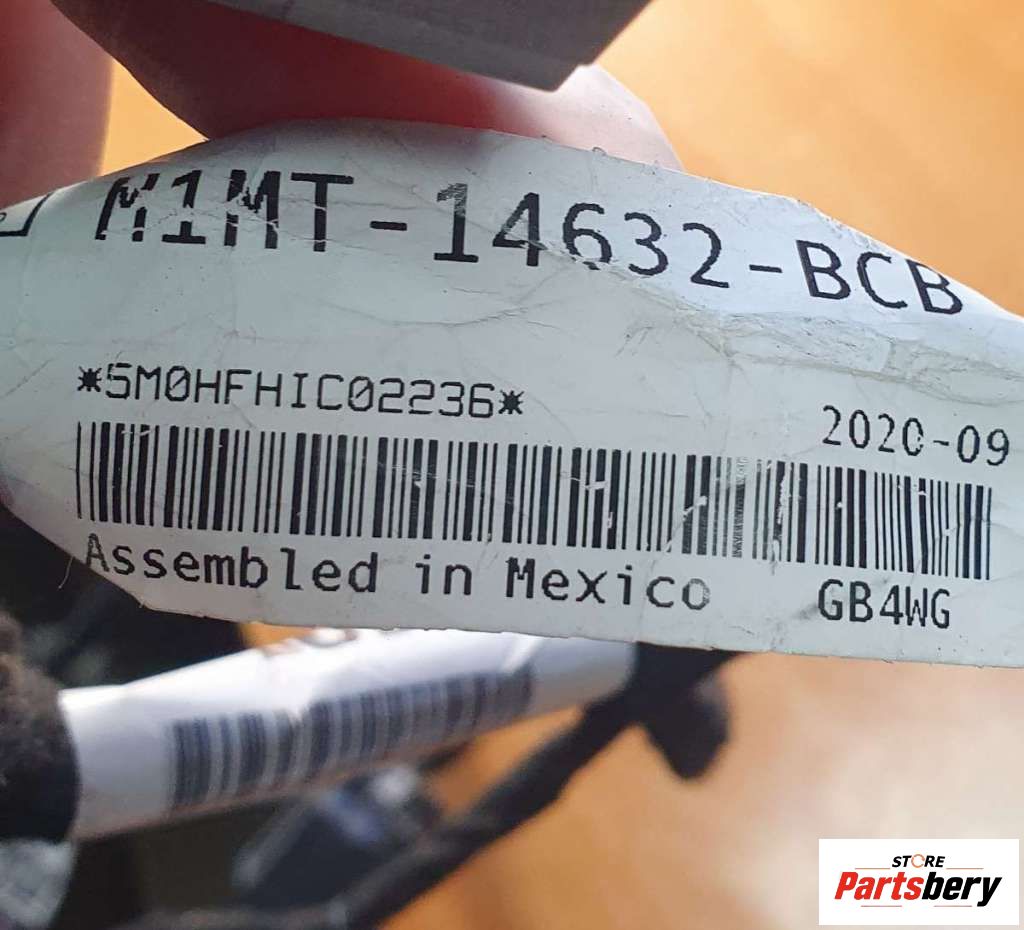 M1MT-14632-BCB
*5M0HFHIC02236*
2020-09
Assembled in Mexico
GB4WG
STORE
Partsbery